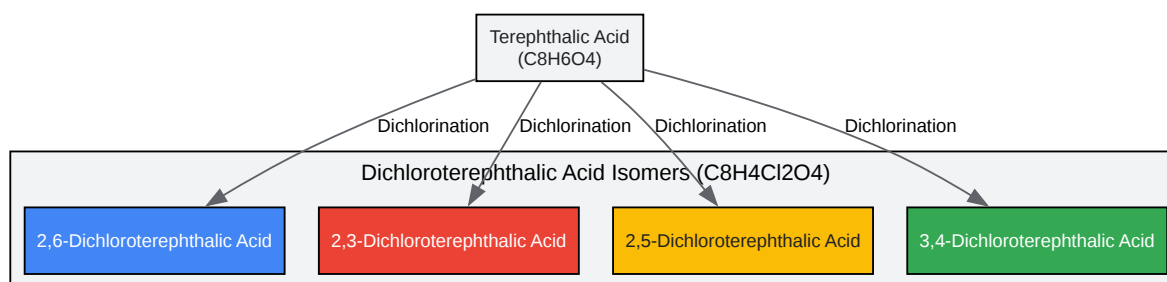 Terephthalic Acid
(C8H6O4)
Dichlorination
Dichlorination
Dichlorination
Dichlorination
Dichloroterephthalic Acid Isomers (C8H4Cl2O4)
2,6-Dichloroterephthalic Acid
2,3-Dichloroterephthalic Acid
2,5-Dichloroterephthalic Acid
3,4-Dichloroterephthalic Acid